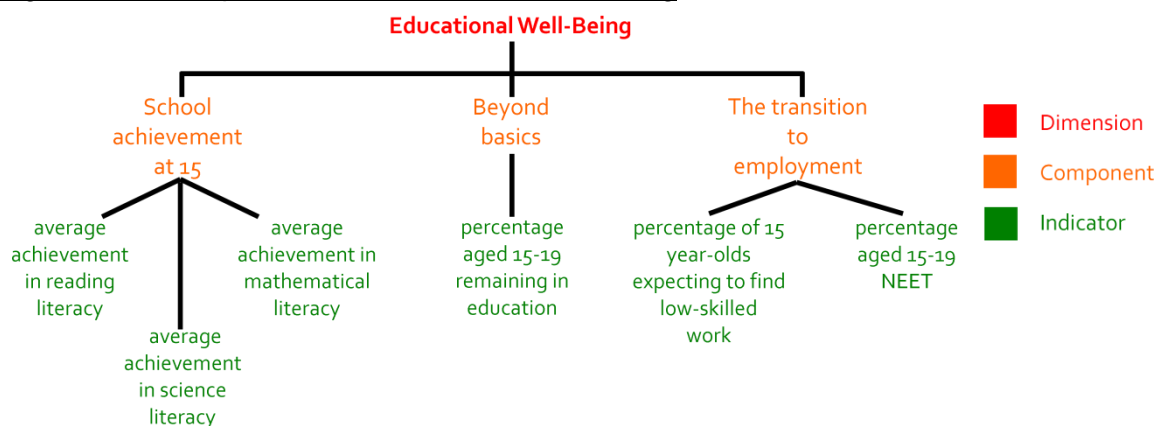 Educational Well-Being
School
achievement
at 15
Beyond
basics
The transition
to
employment
average
achievement
in reading
literacy
average
achievement
in science
literacy
average
achievement in
mathematical
literacy
percentage
aged 15-19
remaining in
education
percentage of 15
year-olds
expecting to find
low-skilled
work
percentage
aged 15-19
NEET
Dimension
Component
Indicator